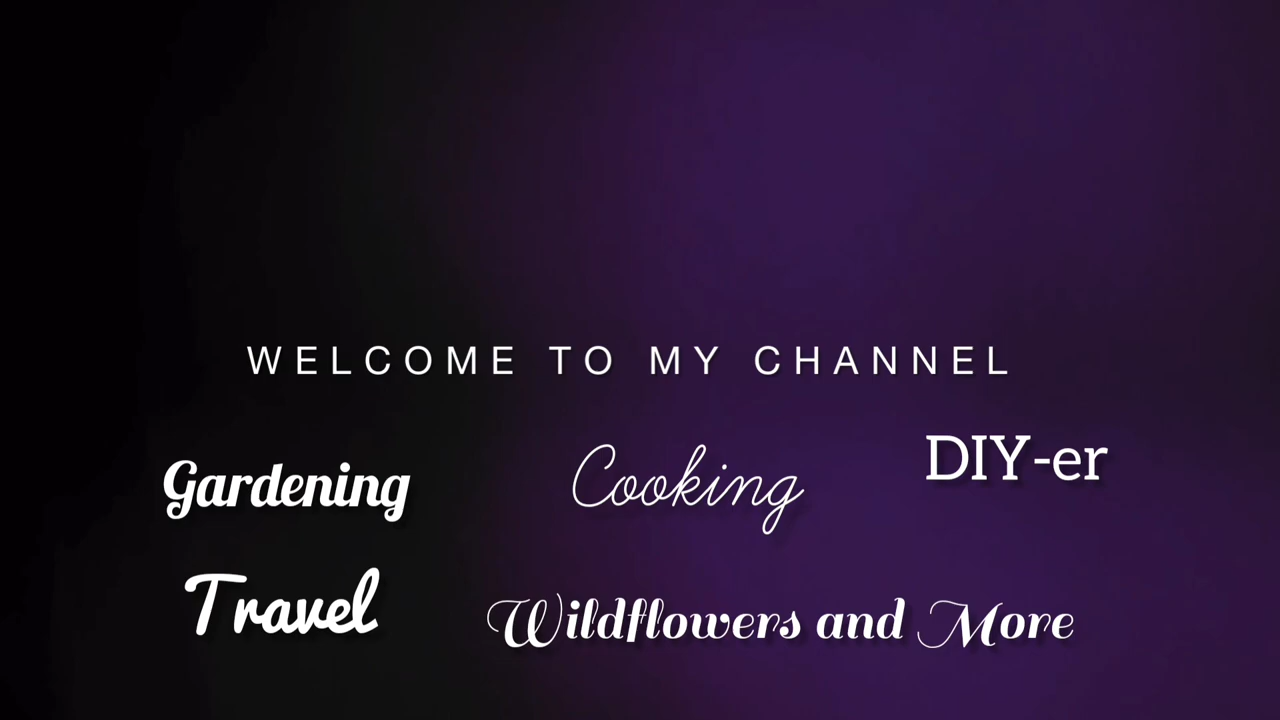 WELCOME TO MY CHANNEL
Gardening Cooking DIY-er
Travel Wildflowers and More